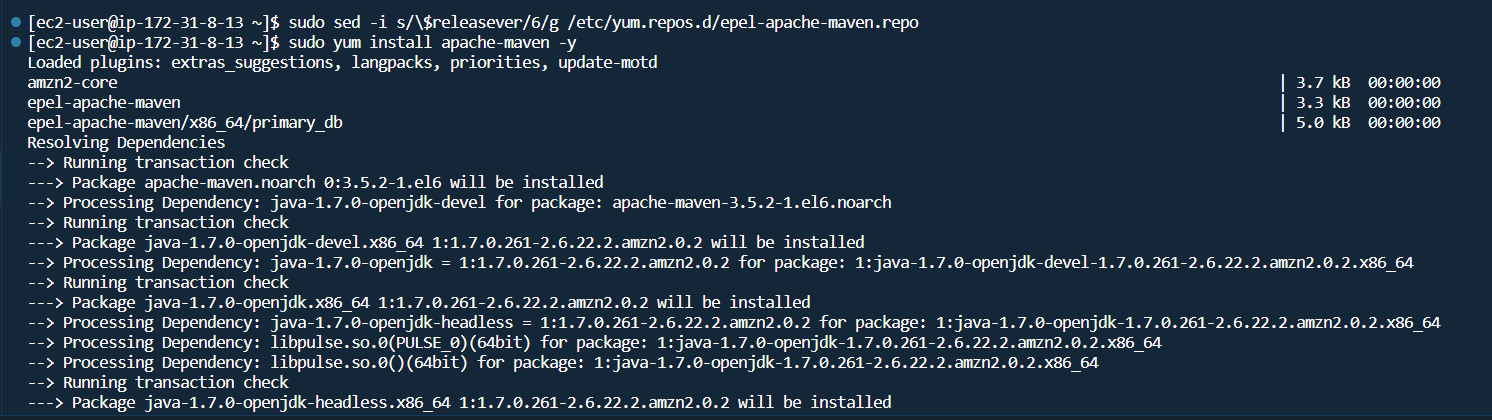 [ec2-user@ip-172-31-8-13 ~]$ sudo sed -i s/\$releasever/6/g /etc/yum.repos.d/epel-apache-maven.repo
[ec2-user@ip-172-31-8-13 ~]$ sudo yum install apache-maven -y
Loaded plugins: extras_suggestions, langpacks, priorities, update-motd
amzn2-core | 3.7 kB  00:00:00
epel-apache-maven | 3.3 kB  00:00:00
epel-apache-maven/x86_64/primary_db | 5.0 kB  00:00:00
Resolving Dependencies
--> Running transaction check
---> Package apache-maven.noarch 0:3.5.2-1.el6 will be installed
--> Processing Dependency: java-1.7.0-openjdk-devel for package: apache-maven-3.5.2-1.el6.noarch
--> Running transaction check
---> Package java-1.7.0-openjdk-devel.x86_64 1:1.7.0.261-2.6.22.2.amzn2.0.2 will be installed
--> Processing Dependency: java-1.7.0-openjdk = 1:1.7.0.261-2.6.22.2.amzn2.0.2 for package: 1:java-1.7.0-openjdk-devel-1.7.0.261-2.6.22.2.amzn2.0.2.x86_64
--> Running transaction check
---> Package java-1.7.0-openjdk.x86_64 1:1.7.0.261-2.6.22.2.amzn2.0.2 will be installed
--> Processing Dependency: java-1.7.0-openjdk-headless = 1:1.7.0.261-2.6.22.2.amzn2.0.2 for package: 1:java-1.7.0-openjdk-1.7.0.261-2.6.22.2.amzn2.0.2.x86_64
--> Processing Dependency: libpulse.so.0(PULSE_0)(64bit) for package: 1:java-1.7.0-openjdk-1.7.0.261-2.6.22.2.amzn2.0.2.x86_64
--> Processing Dependency: libpulse.so.0()(64bit) for package: 1:java-1.7.0-openjdk-1.7.0.261-2.6.22.2.amzn2.0.2.x86_64
--> Running transaction check
---> Package java-1.7.0-openjdk-headless.x86_64 1:1.7.0.261-2.6.22.2.amzn2.0.2 will be installed